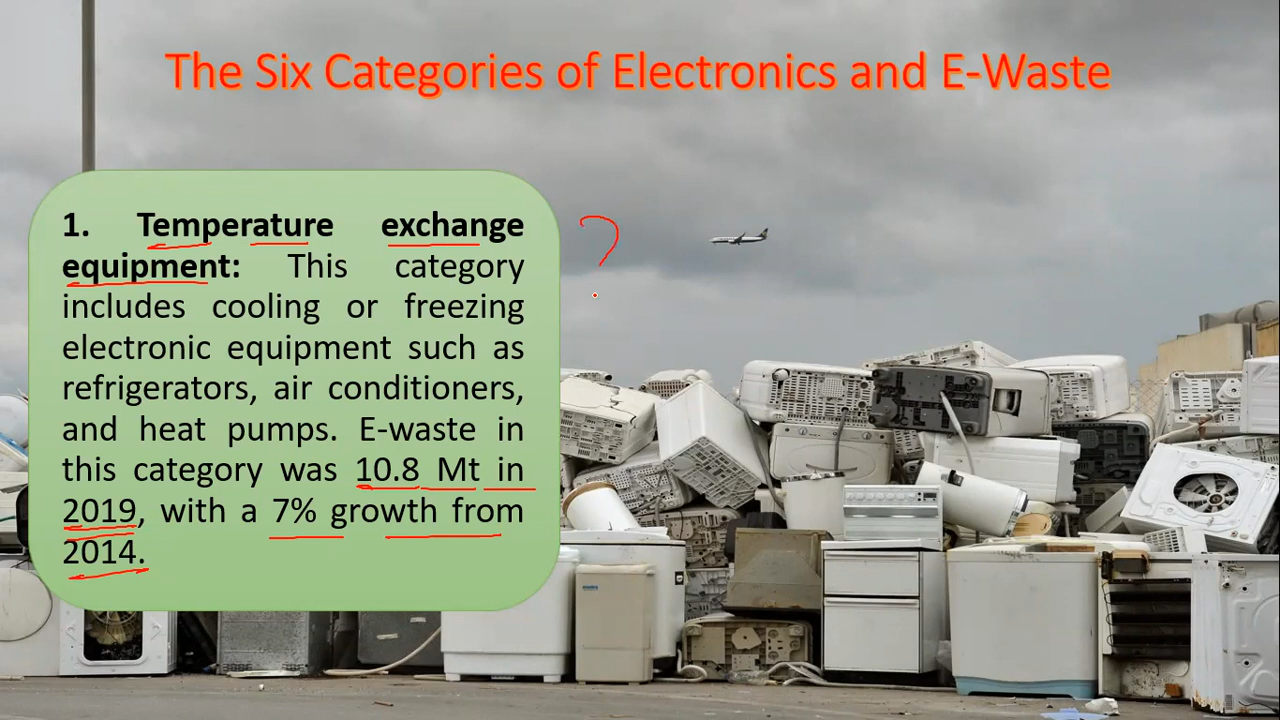 The Six Categories of Electronics and E-Waste
1. Temperature exchange
equipment: This category
includes cooling or freezing
electronic equipment such as
refrigerators, air conditioners,
and heat pumps. E-waste in
this category was 10.8 Mt in
2019, with a 7% growth from
2014.
?